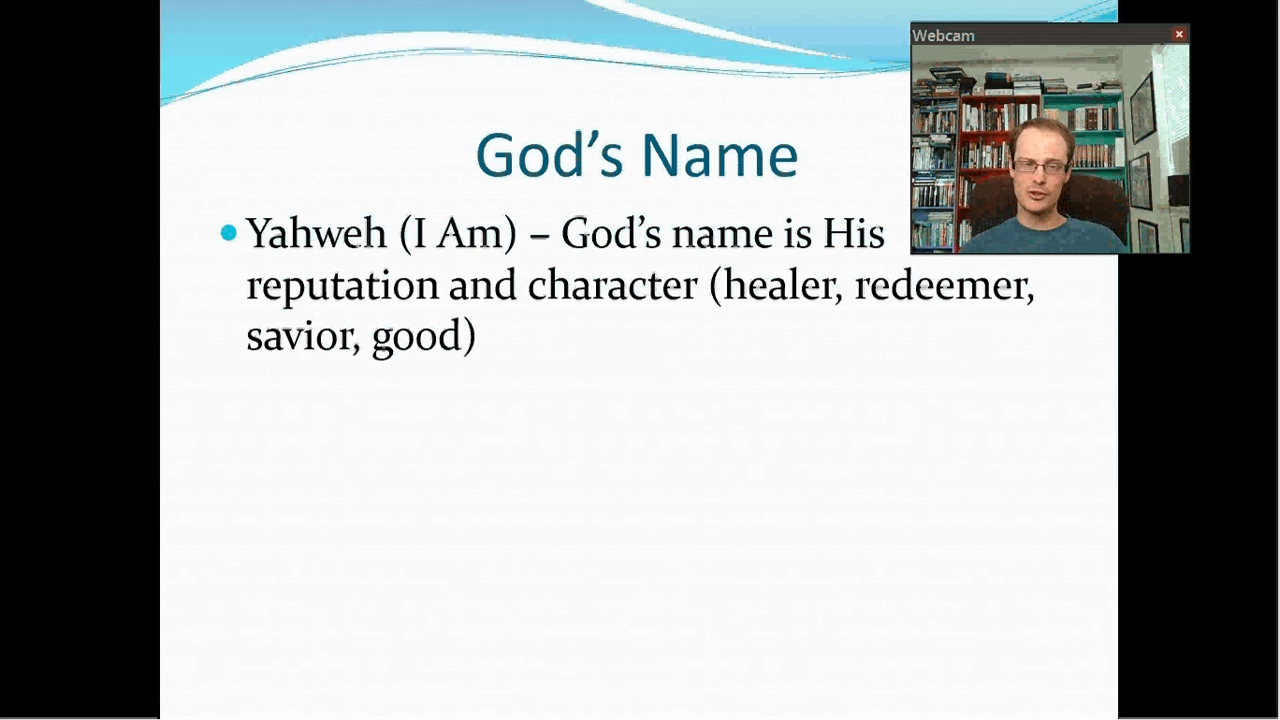 Webcam
God’s Name
Yahweh (I Am) – God’s name is His
reputation and character (healer, redeemer,
savior, good)